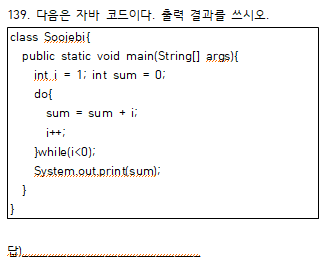 139. 다음은 자바 코드이다. 출력 결과를 쓰시오.
class Soojebi{
public static void main(String[] args){
int i = 1; int sum = 0;
do{
sum = sum + i;
i++;
}while(i<0);
System.out.print(sum);
}
}
답)